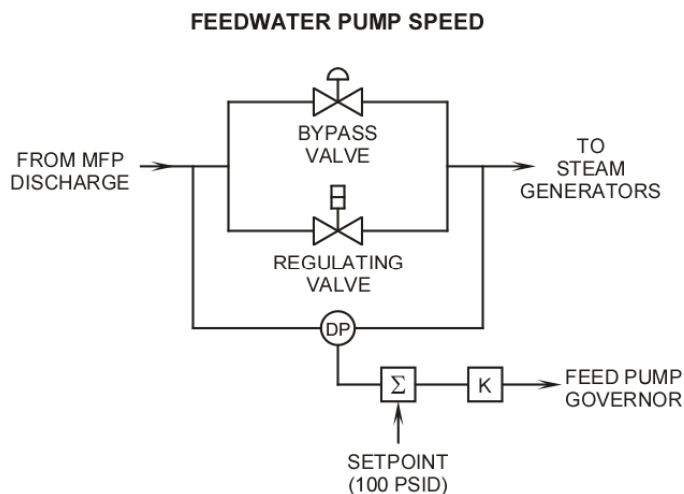 FEEDWATER PUMP SPEED
BYPASS
VALVE
FROM MFP
DISCHARGE
TO
STEAM
GENERATORS
REGULATING
VALVE
DP
Σ
K
FEED PUMP
GOVERNOR
SETPOINT
(100 PSID)